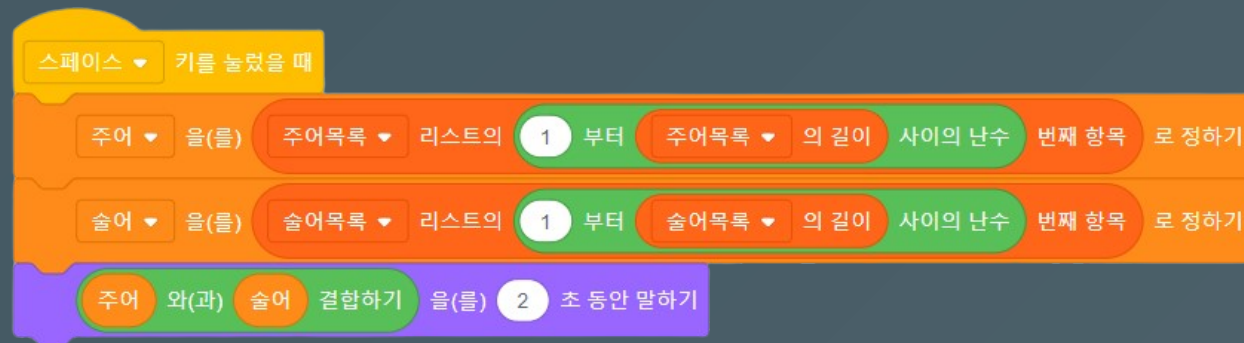 스페이스 키를 눌렀을 때
주어 을(를) 주어목록 리스트의 1 부터 주어목록 의 길이 사이의 난수 번째 항목 로 정하기
술어 을(를) 술어목록 리스트의 1 부터 술어목록 의 길이 사이의 난수 번째 항목 로 정하기
주어 와(과) 술어 결합하기 을(를) 2 초 동안 말하기